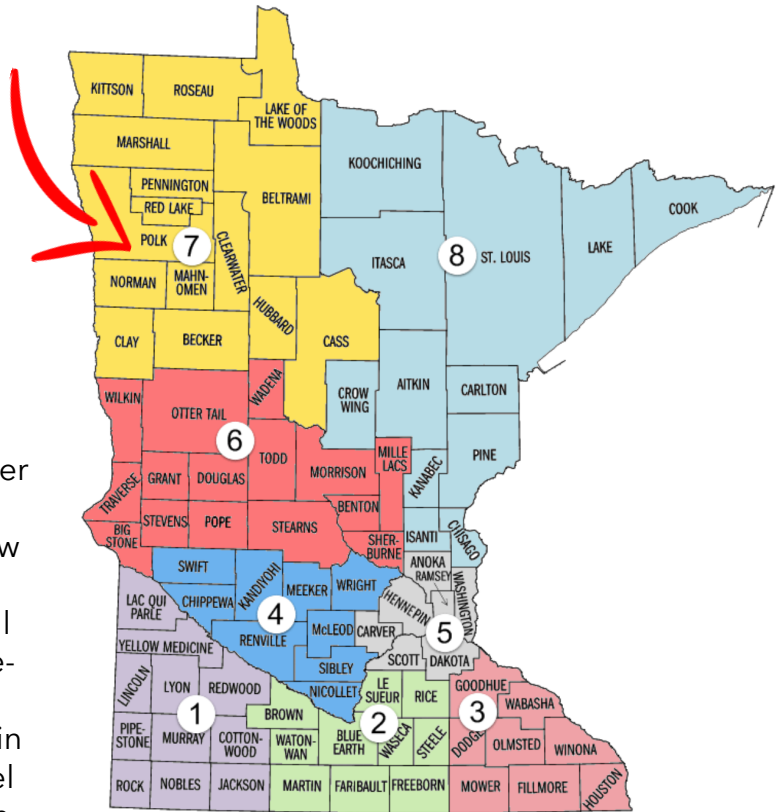 KITTSON
ROSEAU
LAKE OF
THE WOODS
MARSHALL
KOOCHICHING
PENNINGTON
BELTRAMI
RED LAKE
COOK
POLK
7
CLEARWATER
ITASCA
8
ST. LOUIS
LAKE
NORMAN
MAHN-
OMEN
HUBBARD
CLAY
BECKER
CASS
WADENA
AITKIN
CARLTON
WILKIN
CROW
WING
OTTER TAIL
6
TODD
MILLE
LACS
PINE
er
MORRISON
KANABEC
TRAVERSE
GRANT
DOUGLAS
BENTON
STEVENS
POPE
STEARNS
CHISAGO
BIG
STONE
SHER-
BURNE
ISANTI
w
ANOKA
SWIFT
KANDIYOHI
RAMSEY
WASHINGTON
MEEKER
WRIGHT
HENNEPIN
LAC QUI
PARLE
CHIPPEWA
4
l
McLEOD
CARVER
5
RENVILLE
YELLOW MEDICINE
e-
SIBLEY
SCOTT
DAKOTA
LINCOLN
LYON
REDWOOD
NICOLLET
LE
SUEUR
RICE
GOODHUE
WABASHA
1
BROWN
2
3
in
PIPE-
STONE
MURRAY
COTTON-
WOOD
WATON-
WAN
BLUE
EARTH
WASECA
STEELE
DODGE
OLMSTED
WINONA
el
ROCK
NOBLES
JACKSON
MARTIN
FARIBAULT
FREEBORN
MOWER
FILLMORE
HOUSTON